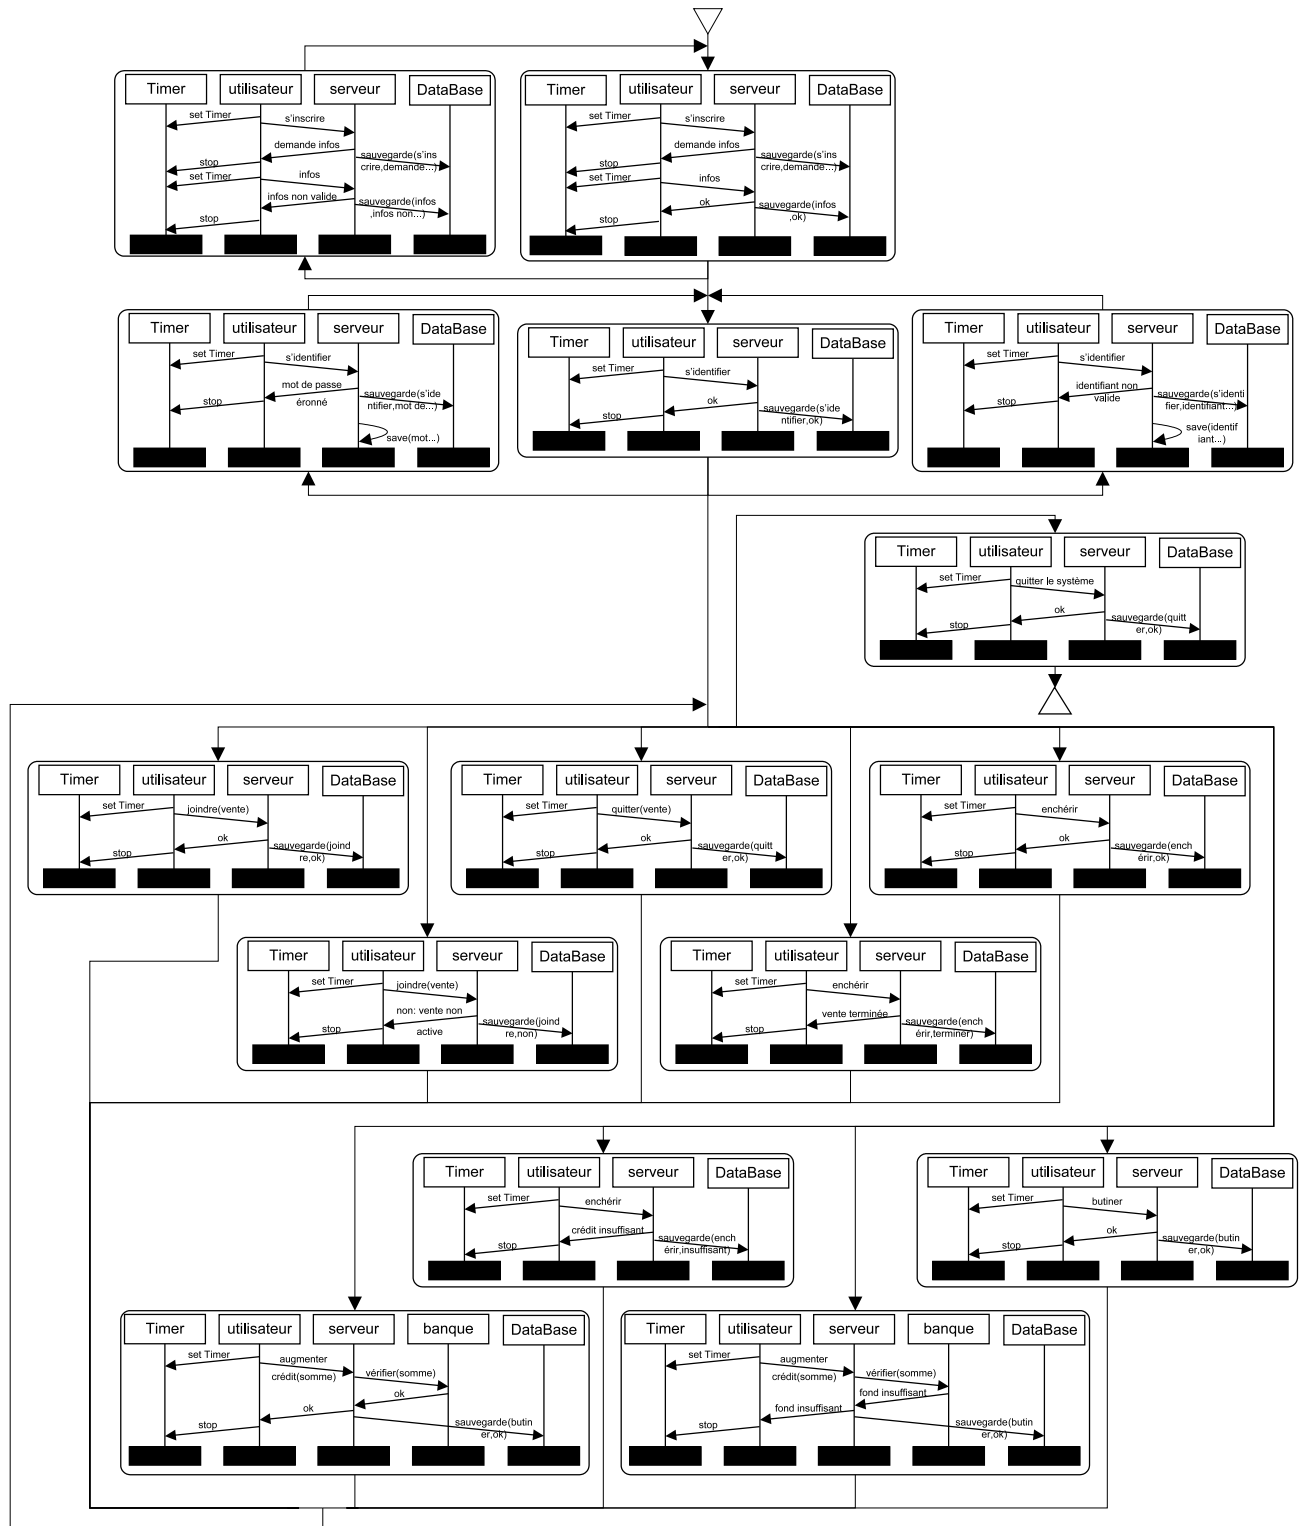 Timer utilisateur serveur DataBase
set Timer
s'inscrire
demande infos
stop
sauvegarde(s'ins
crire,demande...)
set Timer
infos
infos non valide
sauvegarde(infos
,infos non...)
stop
Timer utilisateur serveur DataBase
set Timer
s'inscrire
demande infos
stop
sauvegarde(s'ins
crire,demande...)
set Timer
infos
ok
sauvegarde(infos
,ok)
stop
Timer utilisateur serveur DataBase
set Timer
s'identifier
mot de passe
éronné
stop
sauvegarde(s'ide
ntifier,mot de...)
save(mot...)
Timer utilisateur serveur DataBase
set Timer
s'identifier
ok
stop
sauvegarde(s'ide
ntifier,ok)
Timer utilisateur serveur DataBase
set Timer
s'identifier
identifiant non
valide
stop
sauvegarde(s'identi
fier,identifiant...)
save(identif
iant...)
Timer utilisateur serveur DataBase
set Timer
quitter le système
ok
stop
sauvegarde(quitt
er,ok)
Timer utilisateur serveur DataBase
set Timer
joindre(vente)
ok
stop
sauvegarde(joind
re,ok)
Timer utilisateur serveur DataBase
set Timer
quitter(vente)
ok
stop
sauvegarde(quitt
er,ok)
Timer utilisateur serveur DataBase
set Timer
enchérir
ok
stop
sauvegarde(ench
érir,ok)
Timer utilisateur serveur DataBase
set Timer
joindre(vente)
non: vente non
active
stop
sauvegarde(joind
re,non)
Timer utilisateur serveur DataBase
set Timer
enchérir
vente terminée
stop
sauvegarde(ench
érir,terminer)
Timer utilisateur serveur DataBase
set Timer
enchérir
crédit insuffisant
stop
sauvegarde(ench
érir,insuffisant)
Timer utilisateur serveur DataBase
set Timer
butiner
ok
stop
sauvegarde(butin
er,ok)
Timer utilisateur serveur banque DataBase
set Timer
augmenter
crédit(somme)
vérifier(somme)
ok
ok
stop
sauvegarde(butin
er,ok)
Timer utilisateur serveur banque DataBase
set Timer
augmenter
crédit(somme)
vérifier(somme)
fond insuffisant
fond insuffisant
stop
sauvegarde(butin
er,ok)